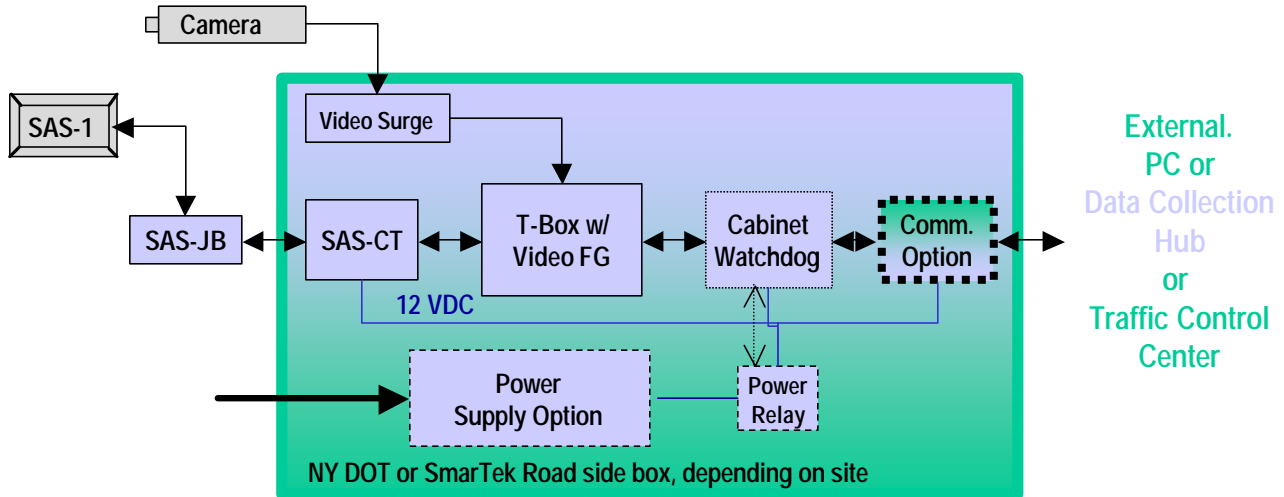 Camera
SAS-1
Video Surge
External.
PC or
Data Collection
Hub
or
Traffic Control
Center
SAS-JB
SAS-CT
T-Box w/
Video FG
Cabinet
Watchdog
Comm.
Option
12 VDC
Power
Supply Option
Power
Relay
NY DOT or SmarTek Road side box, depending on site